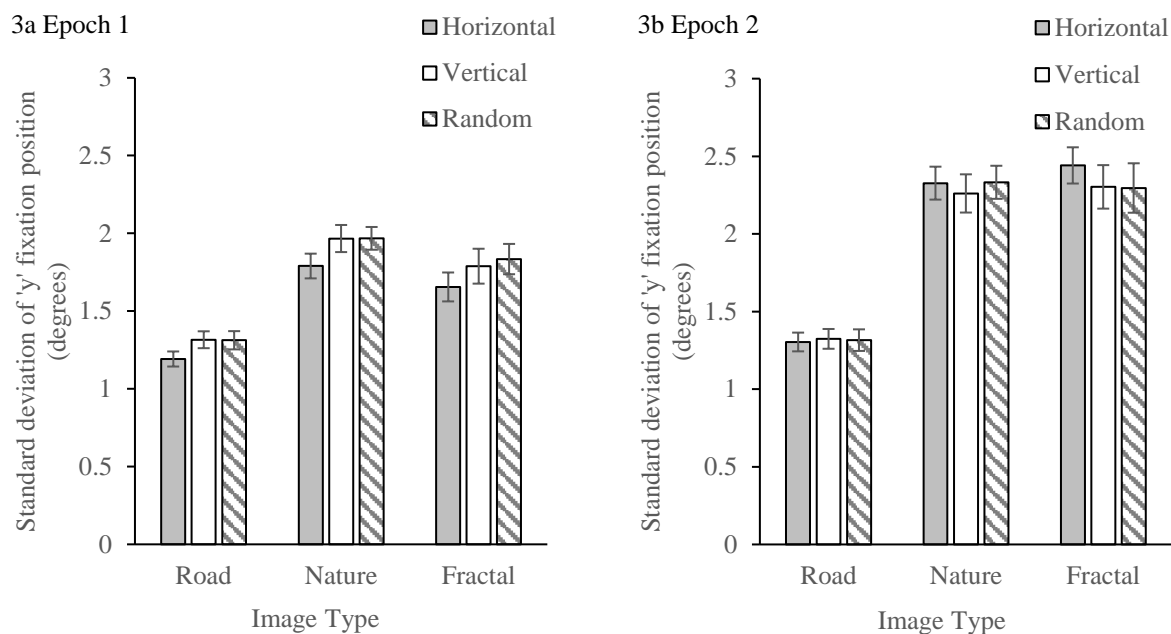 3a Epoch 1
Horizontal
Vertical
Random
3
2.5
2
1.5
1
0.5
0
Standard deviation of 'y' fixation position
(degrees)
Road Nature Fractal
Image Type
3b Epoch 2
Horizontal
Vertical
Random
3
2.5
2
1.5
1
0.5
0
Standard deviation of 'y' fixation position
(degrees)
Road Nature Fractal
Image Type